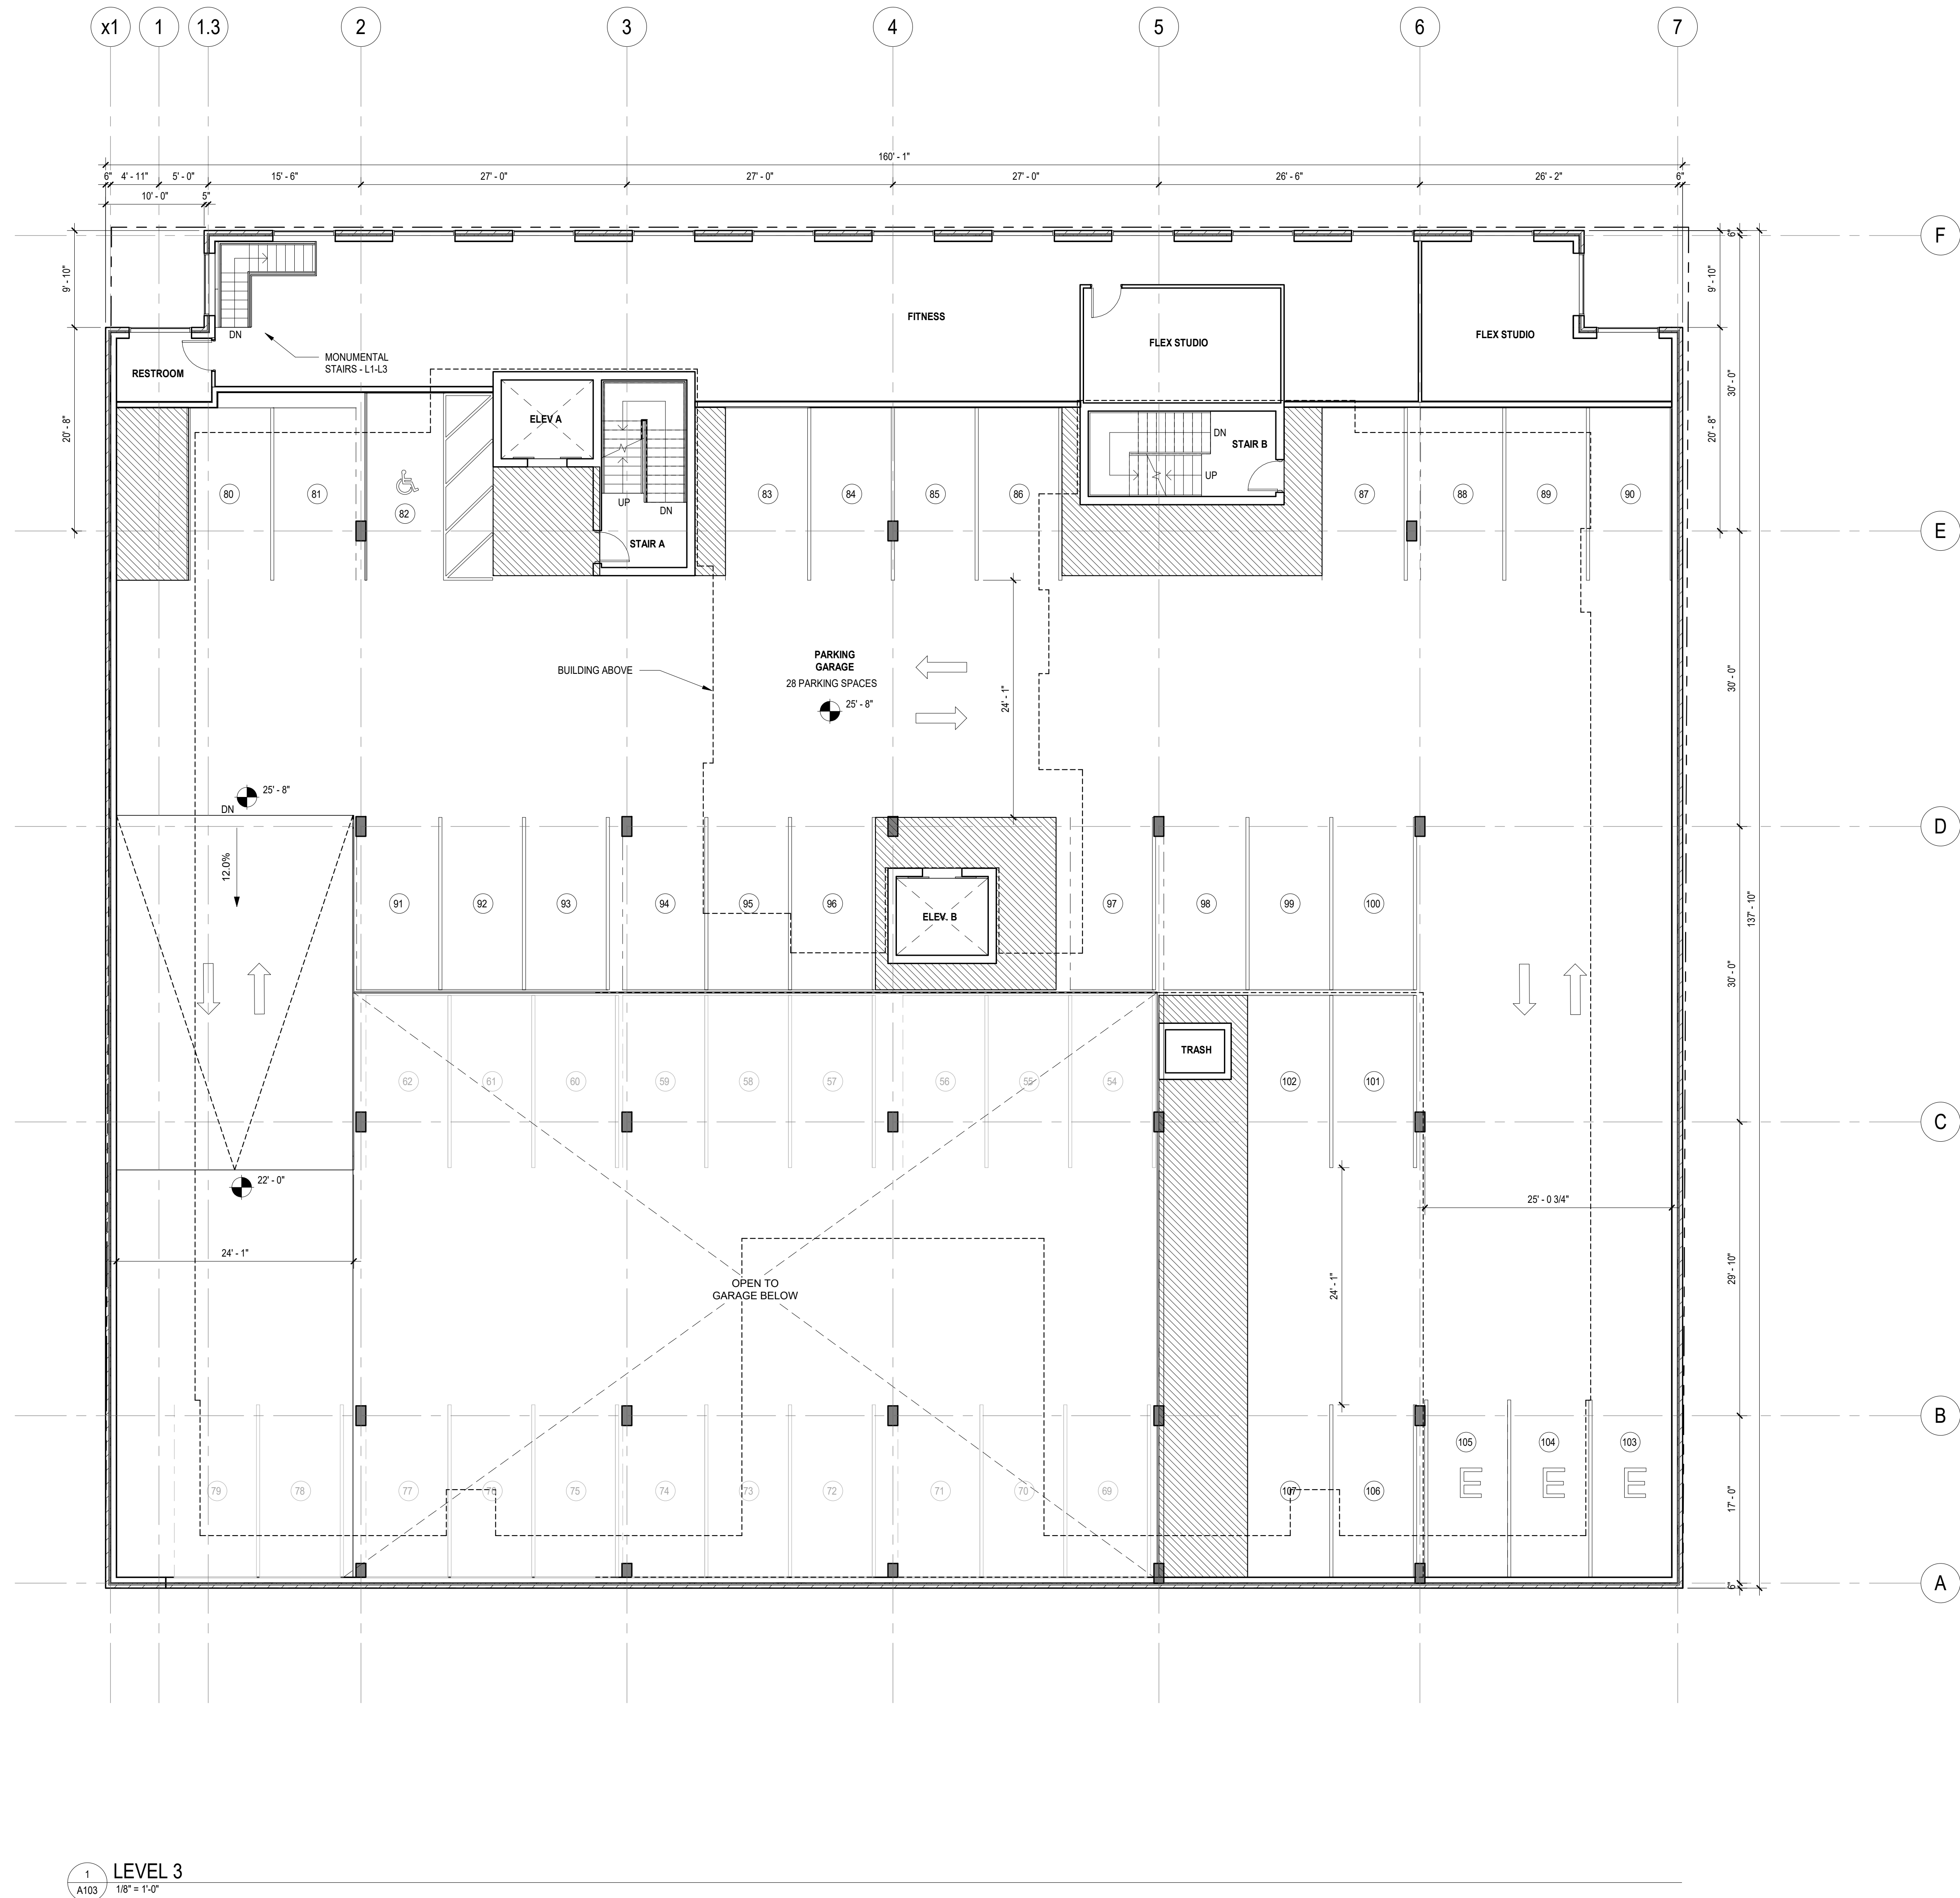 x1 1 1.3 2 3 4 5 6 7
160' - 1"
6" 4' - 11" 5' - 0" 15' - 6" 27' - 0" 27' - 0" 27' - 0" 26' - 6" 26' - 2" 6"
10' - 0" 5"
F
6"
9' - 10"
9' - 10"
FITNESS
DN
FLEX STUDIO
FLEX STUDIO
MONUMENTAL
STAIRS - L1-L3
RESTROOM
30' - 0"
20' - 8"
20' - 8"
ELEV A
DN
STAIR B
UP
80 81 82 83 84 85 86 87 88 89 90
UP
DN
STAIR A
E
PARKING
GARAGE
28 PARKING SPACES
25' - 8"
BUILDING ABOVE
24' - 1"
30' - 0"
25' - 8"
DN
12.0%
D
91 92 93 94 95 96 97 98 99 100
ELEV. B
137' - 10"
30' - 0"
TRASH
62 61 60 59 58 57 56 55 54 102 101
C
22' - 0"
25' - 0 3/4"
24' - 1"
24' - 1"
29' - 10"
OPEN TO
GARAGE BELOW
B
105 104 103
E E E
79 78 77 76 75 74 73 72 71 70 69 107 106
17' - 0"
6"
A
1
A103
LEVEL 3
1/8" = 1'-0"